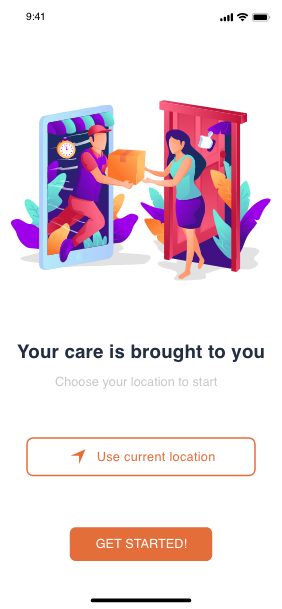 9:41
Your care is brought to you
Choose your location to start
Use current location
GET STARTED!